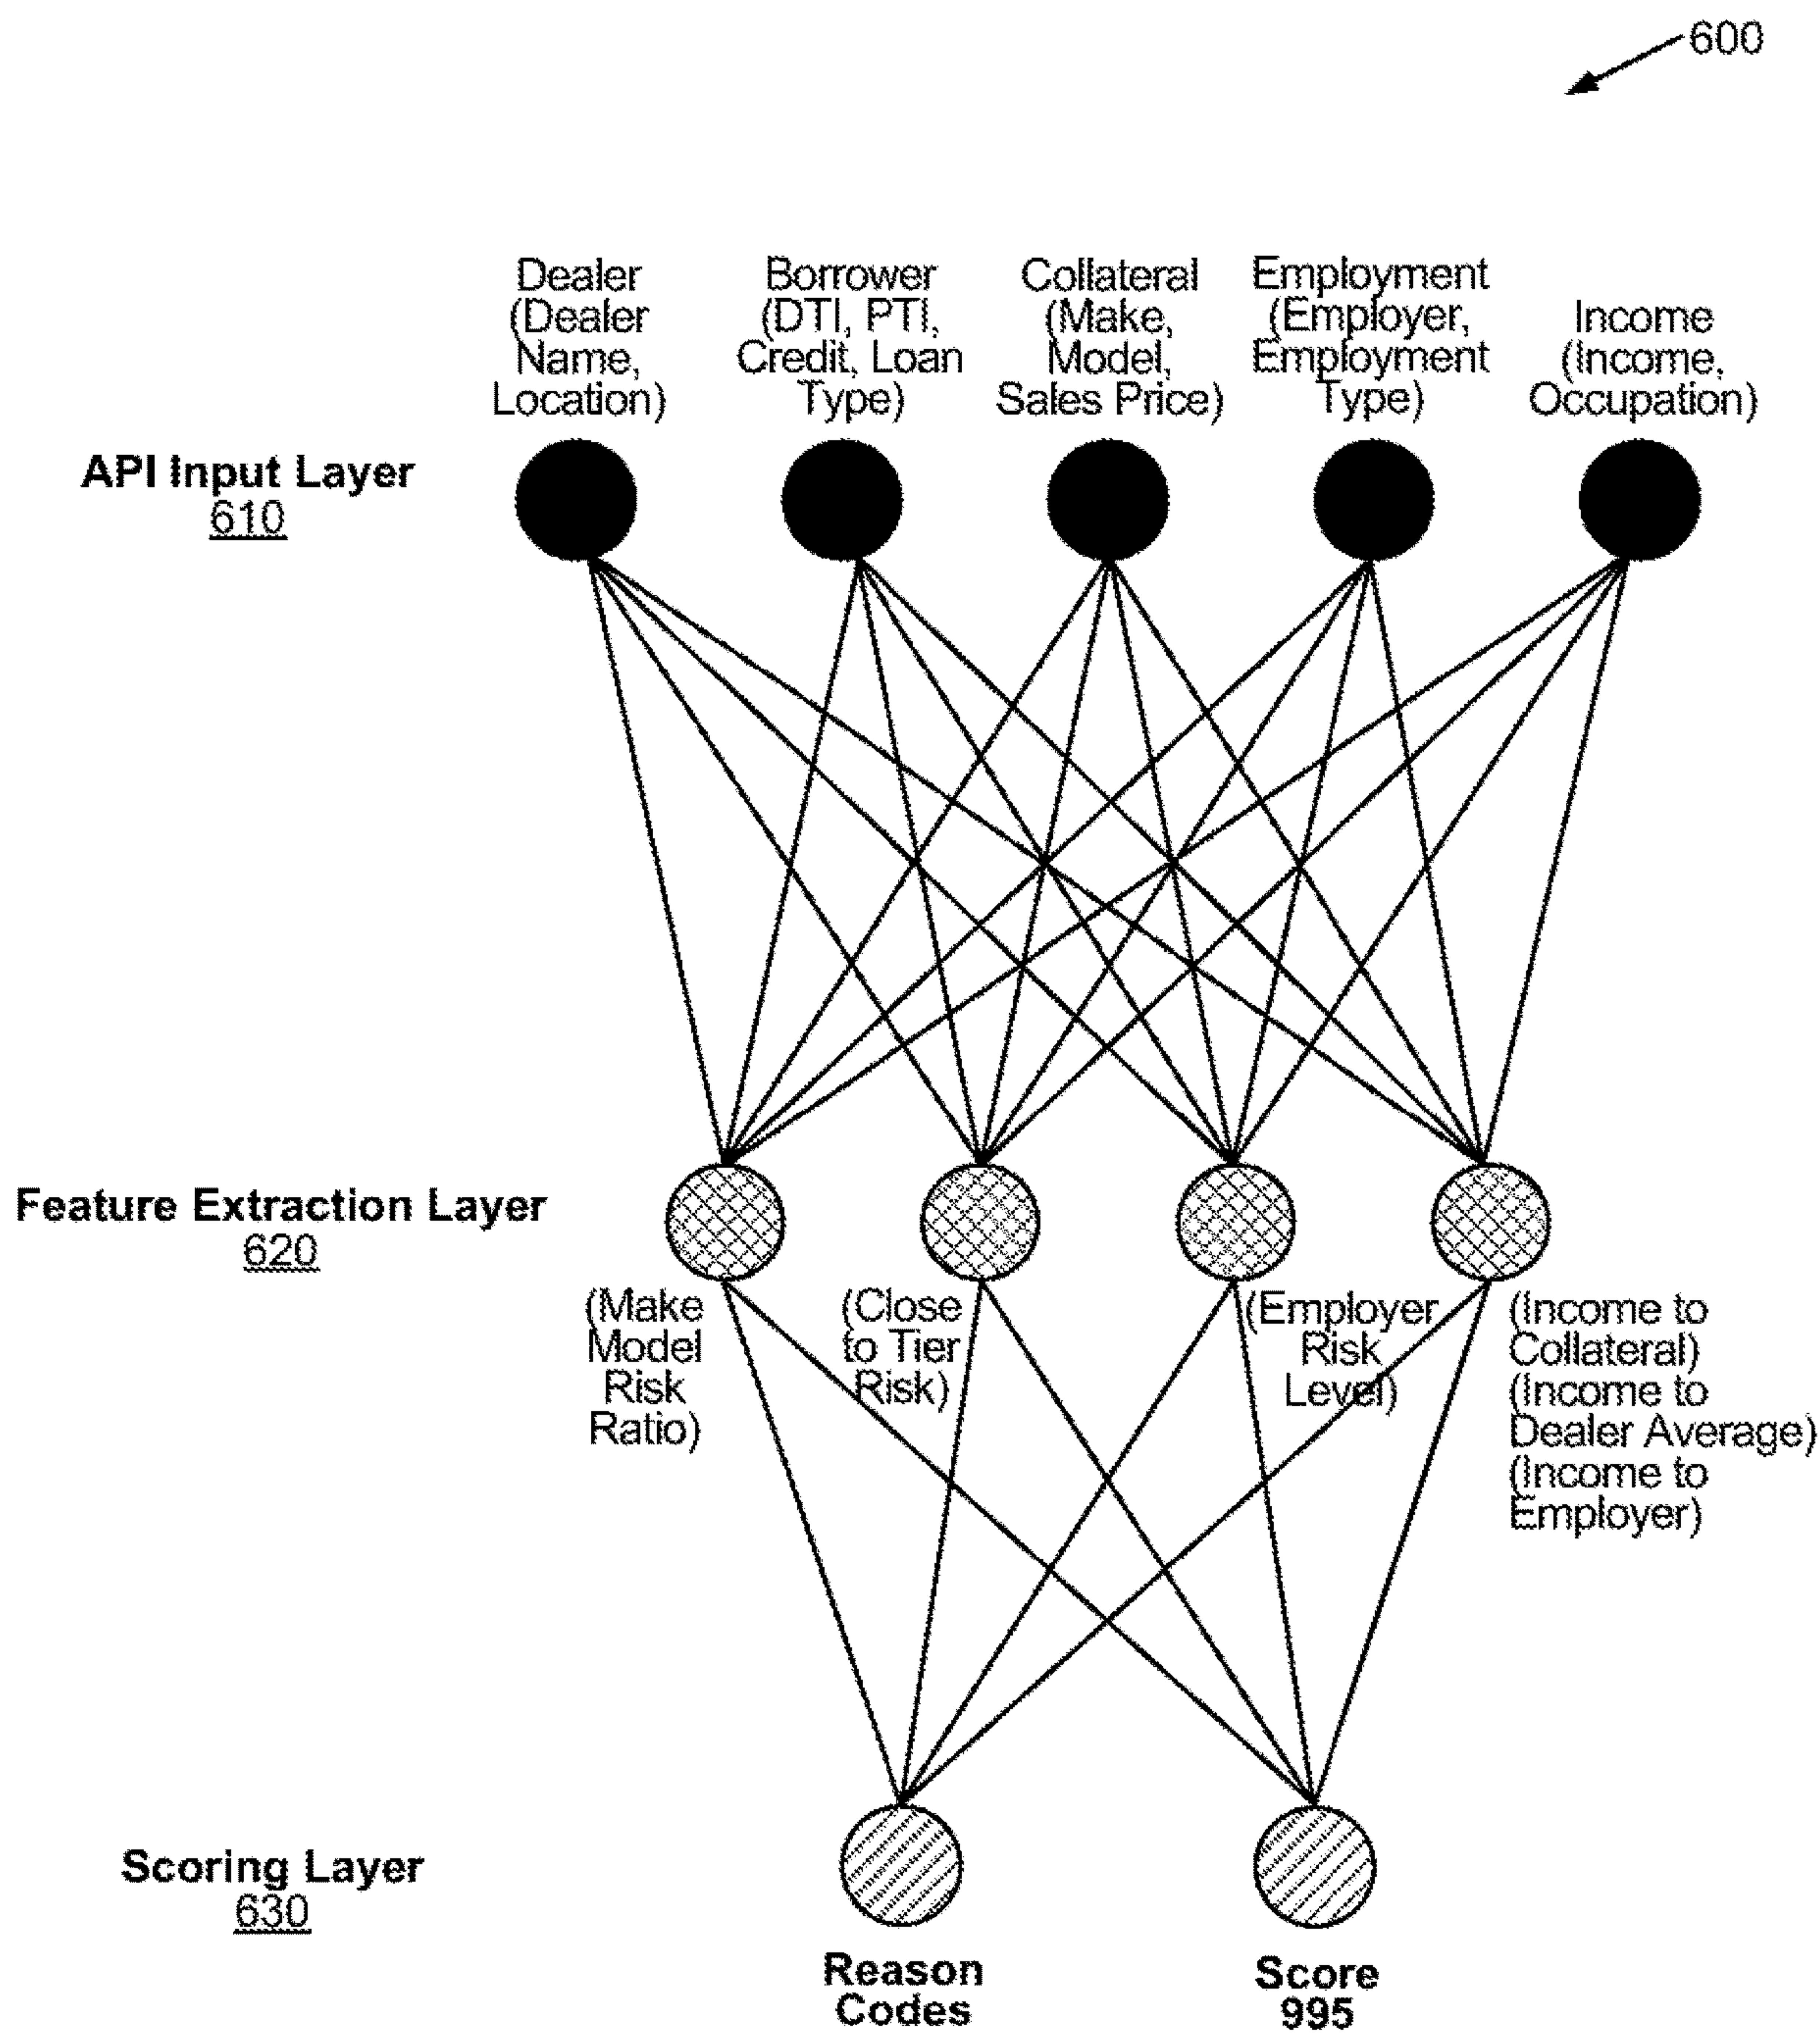 600
Dealer
(Dealer
Name,
Location)
Borrower
(DTI, PTI,
Credit, Loan
Type)
Collateral
(Make,
Model,
Sales Price)
Employment
(Employer,
Employment
Type)
Income
(Income,
Occupation)
API Input Layer
610
Feature Extraction Layer
620
(Make
Model
Risk
Ratio)
(Close
to Tier
Risk)
(Employer
Risk
Level)
(Income to
Collateral)
(Income to
Dealer Average)
(Income to
Employer)
Scoring Layer
630
Reason
Codes
Score
995